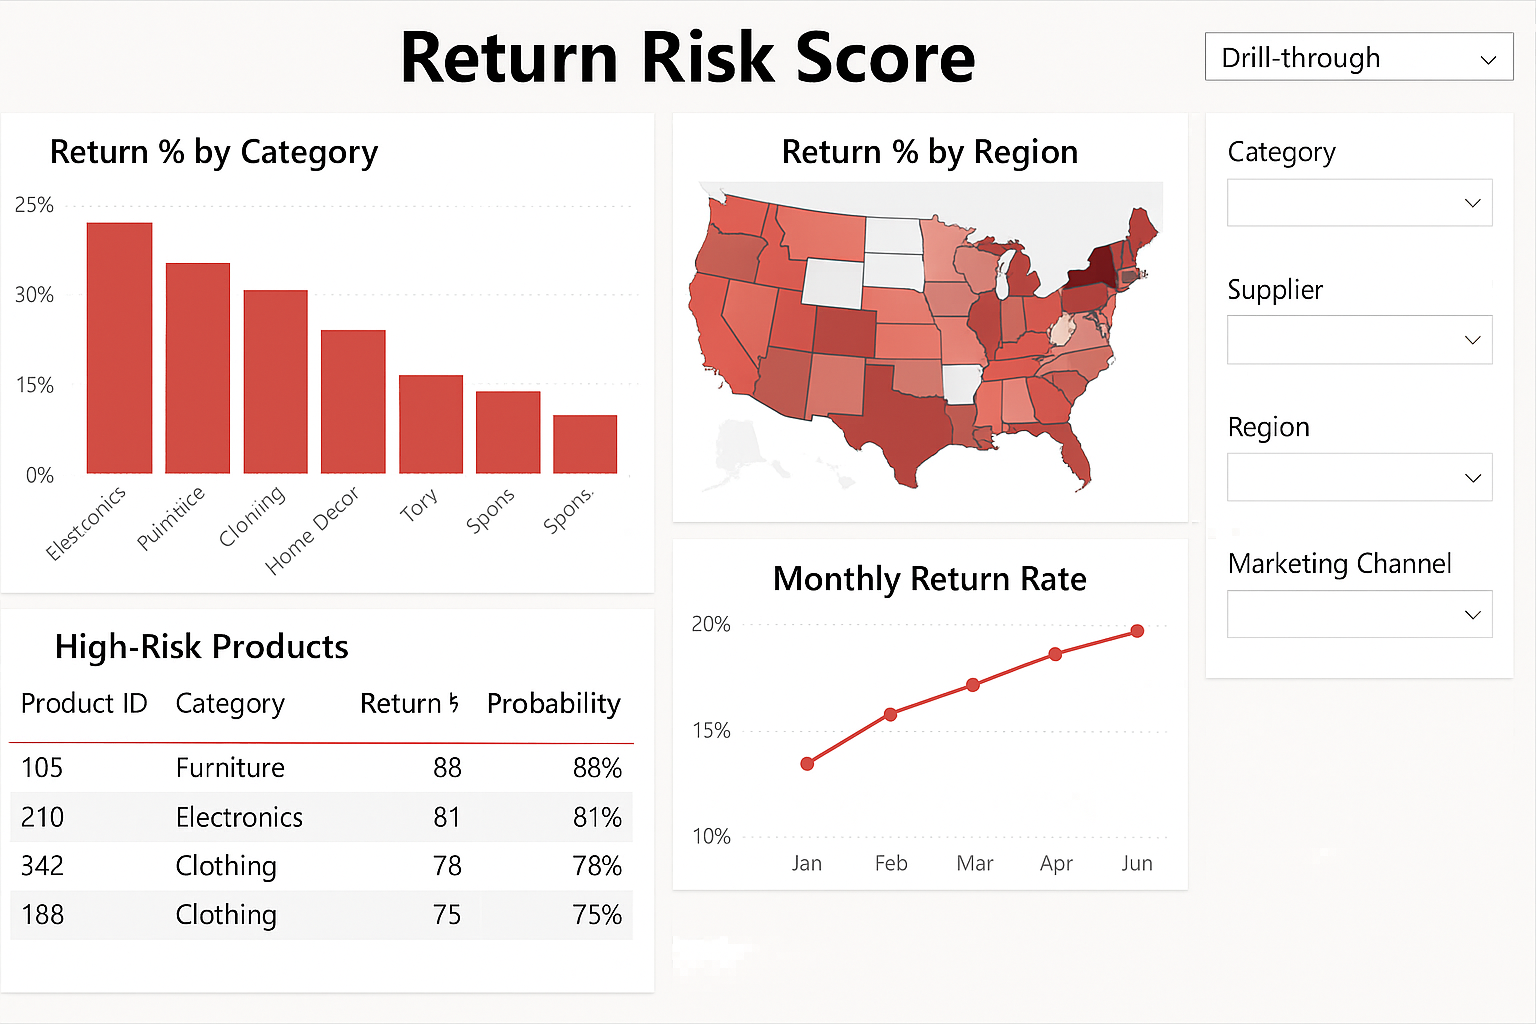 Return Risk Score
Drill-through
Return % by Category
25%
30%
15%
0%
Elestconics
Puimtiice
Cloniing
Home Decor
Tory
Spons
Spons.
Return % by Region
Category
Supplier
Region
Marketing Channel
High-Risk Products
Product ID Category Return Probability
105 Furniture 88 88%
210 Electronics 81 81%
342 Clothing 78 78%
188 Clothing 75 75%
Monthly Return Rate
20%
15%
10%
Jan Feb Mar Apr Jun